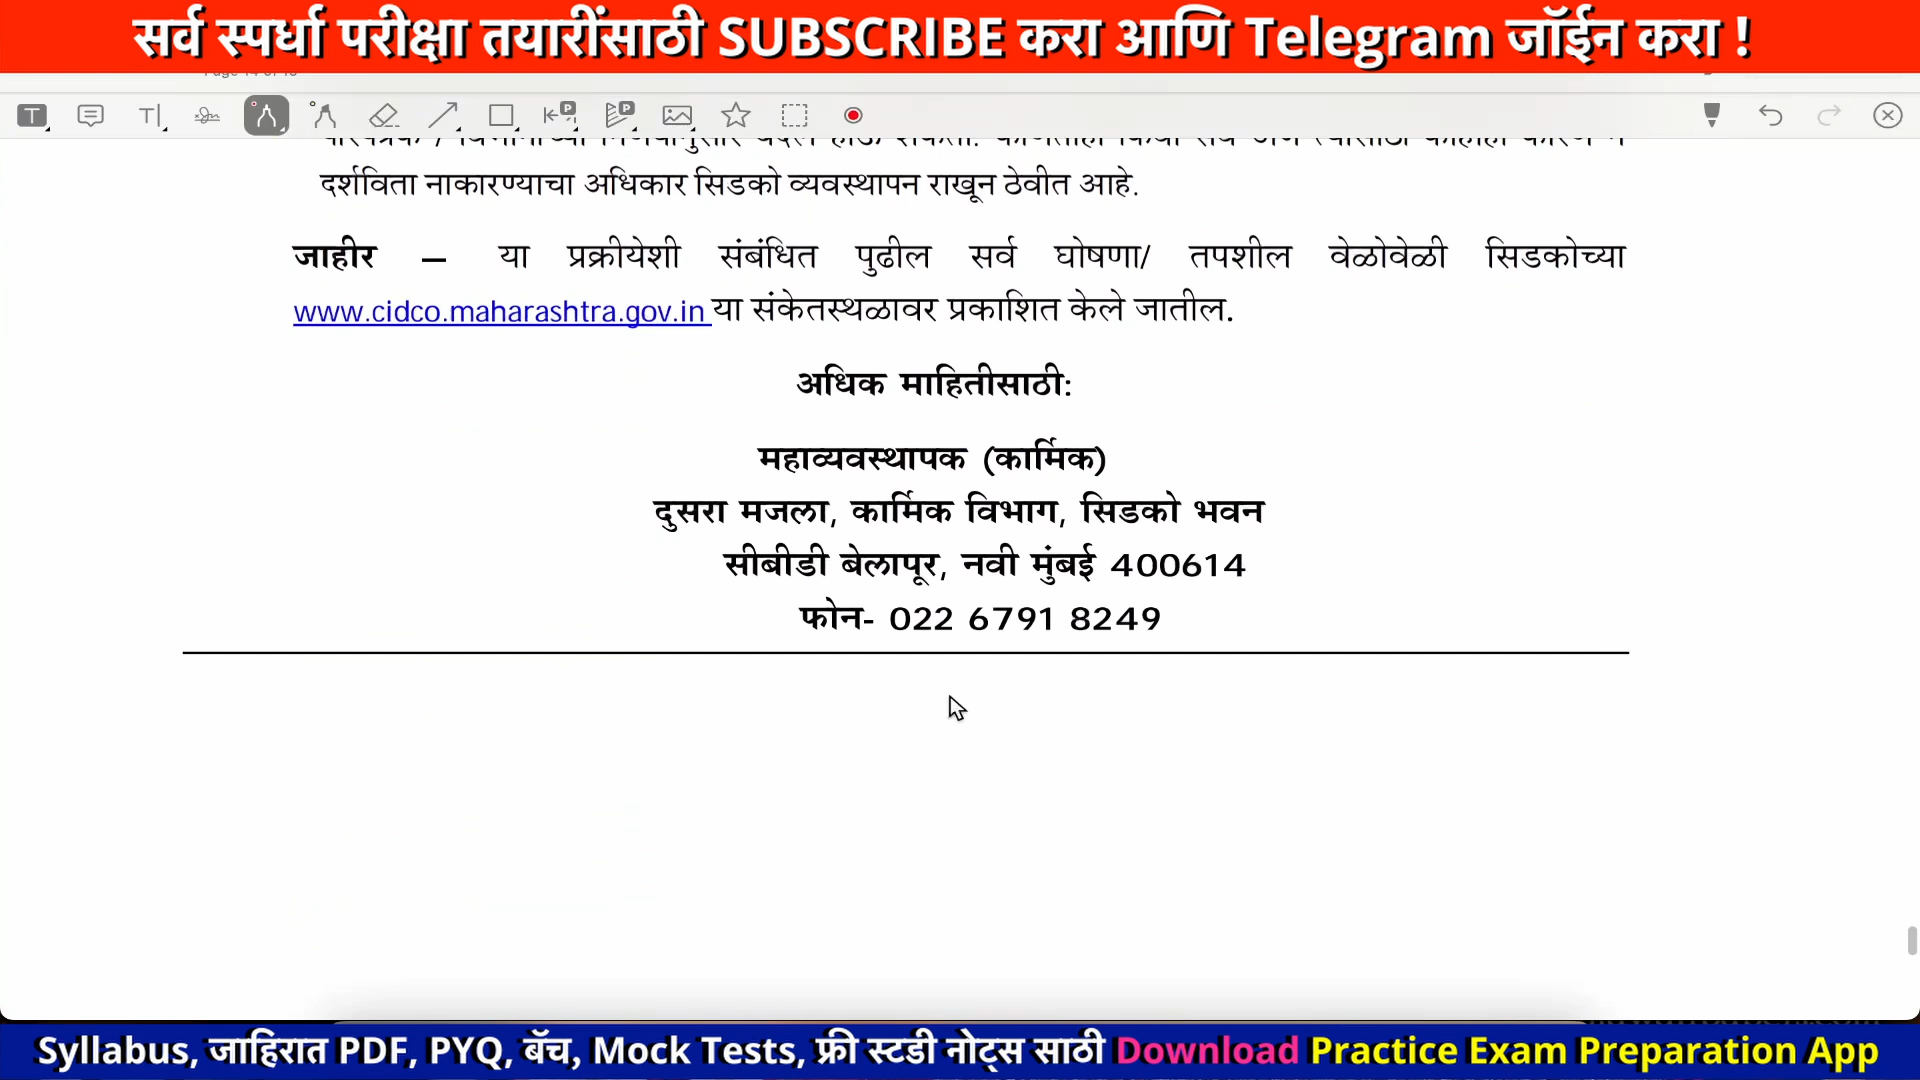 सर्व स्पर्धा परीक्षा तयारींसाठी SUBSCRIBE करा आणि Telegram जॉईन करा !
दर्शविता नाकारण्याचा अधिकार सिडको व्यवस्थापन राखून ठेवीत आहे.
जाहीर – या प्रक्रीयेशी संबंधित पुढील सर्व घोषणा/ तपशील वेळोवेळी सिडकोच्या
www.cidco.maharashtra.gov.in या संकेतस्थळावर प्रकाशित केले जातील.
अधिक माहितीसाठी:
महाव्यवस्थापक (कार्मिक)
दुसरा मजला, कार्मिक विभाग, सिडको भवन
सीबीडी बेलापूर, नवी मुंबई 400614
फोन- 022 6791 8249
Syllabus, जाहिरात PDF, PYQ, बॅच, Mock Tests, फ्री स्टडी नोट्स साठी Download Practice Exam Preparation App